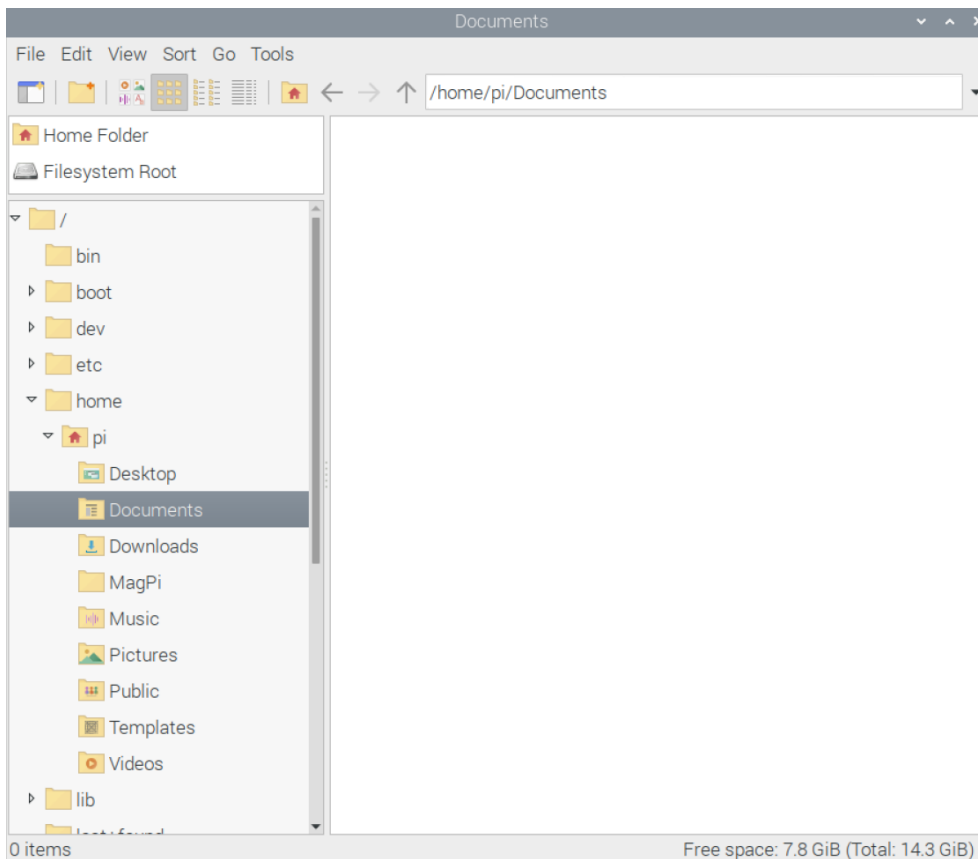 Documents
File Edit View Sort Go Tools
/home/pi/Documents
Home Folder
Filesystem Root
/
bin
boot
dev
etc
home
pi
Desktop
Documents
Downloads
MagPi
Music
Pictures
Public
Templates
Videos
lib
0 items
Free space: 7.8 GiB (Total: 14.3 GiB)